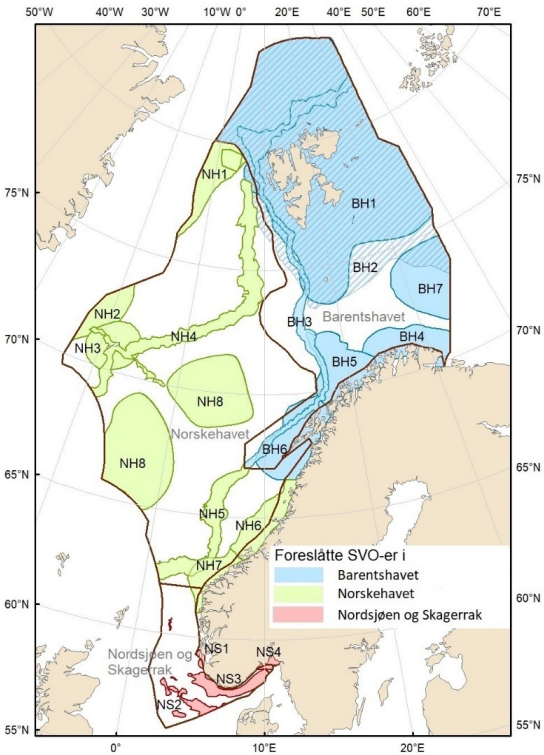 50°W 40°W 30°W 10°W 0° 20°E 40°E 50°E 60°E 70°E
NH1
75°N
BH1
75°N
BH2
BH7
NH2
BH3
Barentshavet
70°N
NH3
NH4
BH4
70°N
BH5
NH8
Norskehavet
BH6
NH8
65°N
65°N
NH5
NH6
Foreslåtte SVO-er i
Barentshavet
NH7
Norskehavet
60°N
Nordsjøen og Skagerrak
60°N
NS1
NS4
Nordsjøen og
Skagerrak
NS3
NS2
55°N
55°N
0° 10°E 20°E